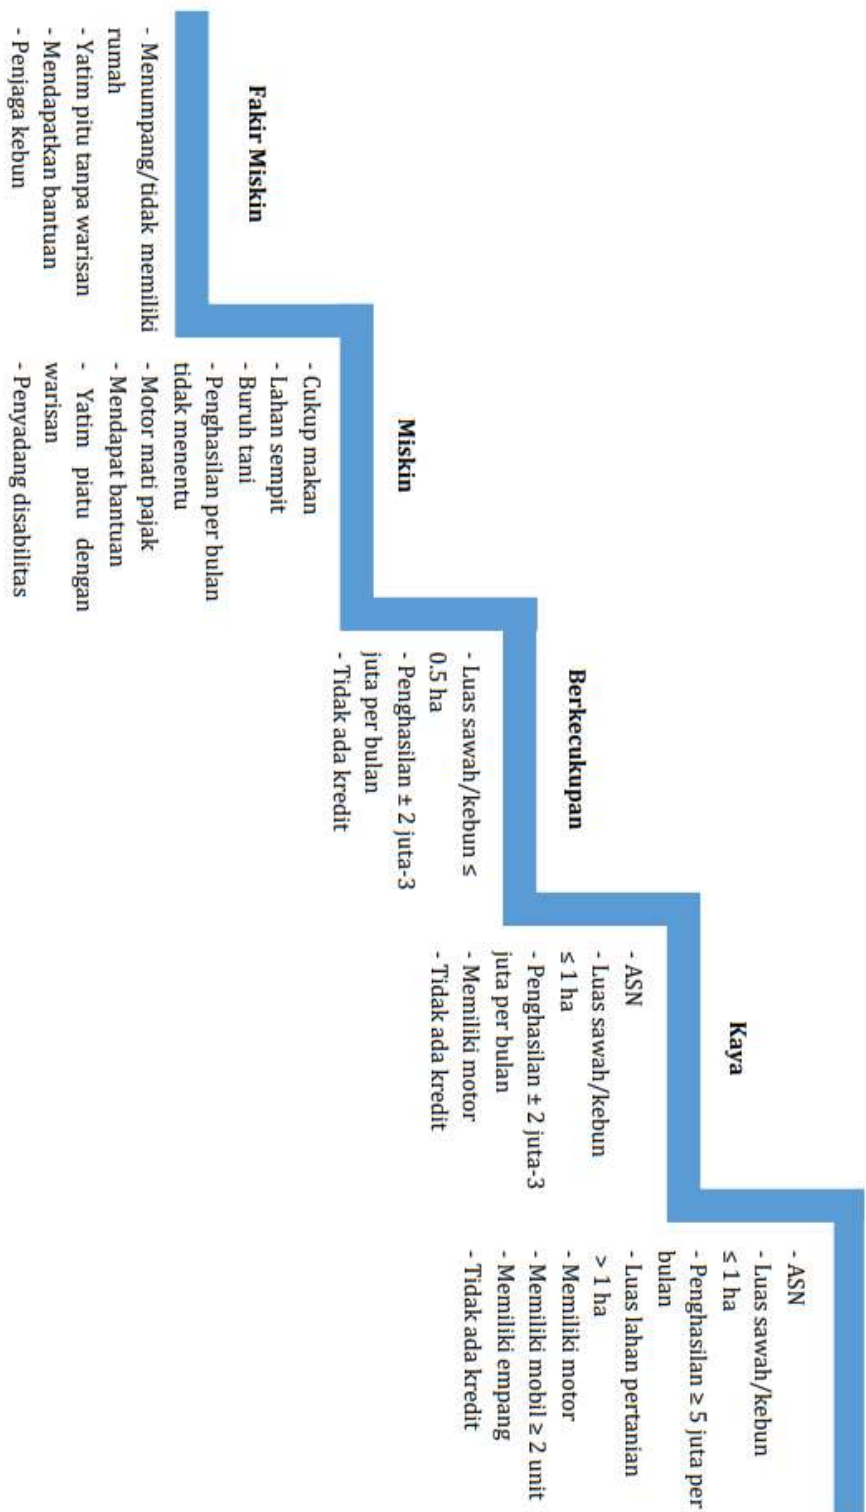 Fakir Miskin
- Menumpang/tidak memiliki
rumah
- Yatim pitu tanpa warisan
- Mendapatkan bantuan
- Penjaga kebun
Miskin
- Cukup makan
- Lahan sempit
- Buruh tani
- Penghasilan per bulan
tidak menentu
- Motor mati pajak
- Mendapat bantuan
- Yatim piatu dengan
warisan
- Penyadang disabilitas
Berkecukupan
- Luas sawah/kebun ≤
0.5 ha
- Penghasilan ± 2 juta-3
juta per bulan
- Tidak ada kredit
Kaya
- ASN
- Luas sawah/kebun
≤ 1 ha
- Penghasilan ± 2 juta-3
juta per bulan
- Memiliki motor
- Tidak ada kredit
- ASN
- Luas sawah/kebun
≤ 1 ha
- Penghasilan ≥ 5 juta per
bulan
- Luas lahan pertanian
> 1 ha
- Memiliki motor
- Memiliki mobil ≥ 2 unit
- Memiliki empang
- Tidak ada kredit